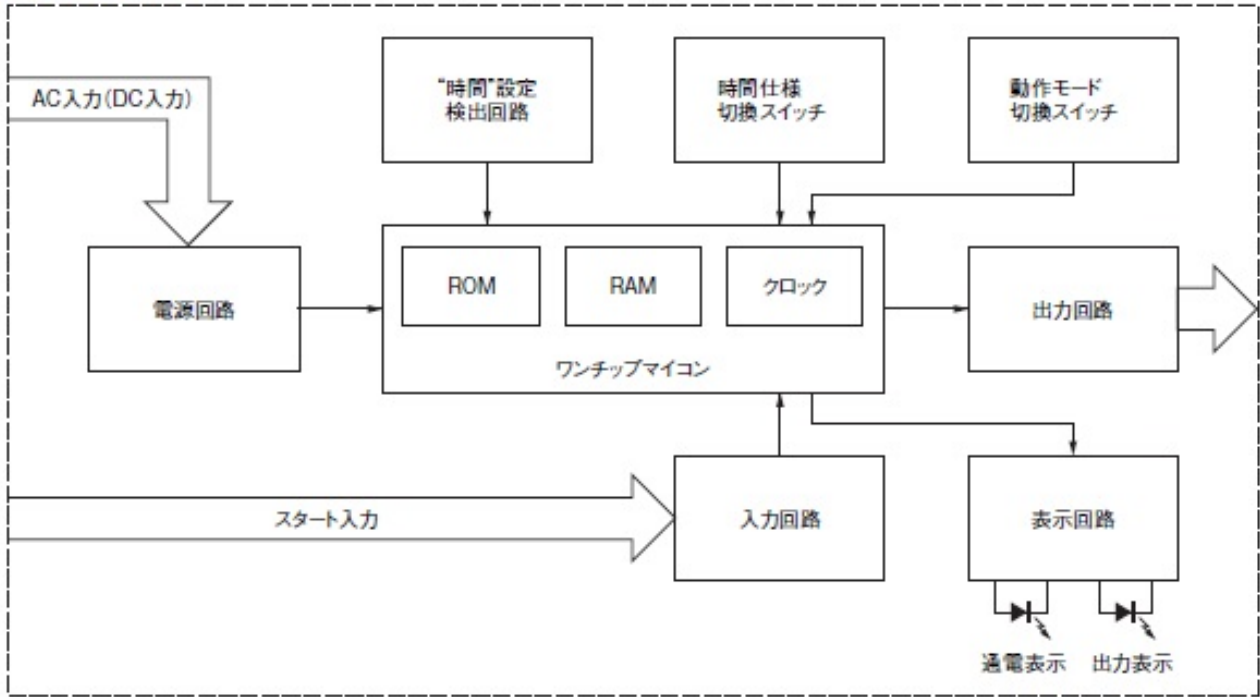 AC入力(DC入力)
“時間”設定
検出回路
時間仕様
切換スイッチ
動作モード
切換スイッチ
電源回路
ROM
RAM
クロック
ワンチップマイコン
出力回路
スタート入力
入力回路
表示回路
通電表示
出力表示